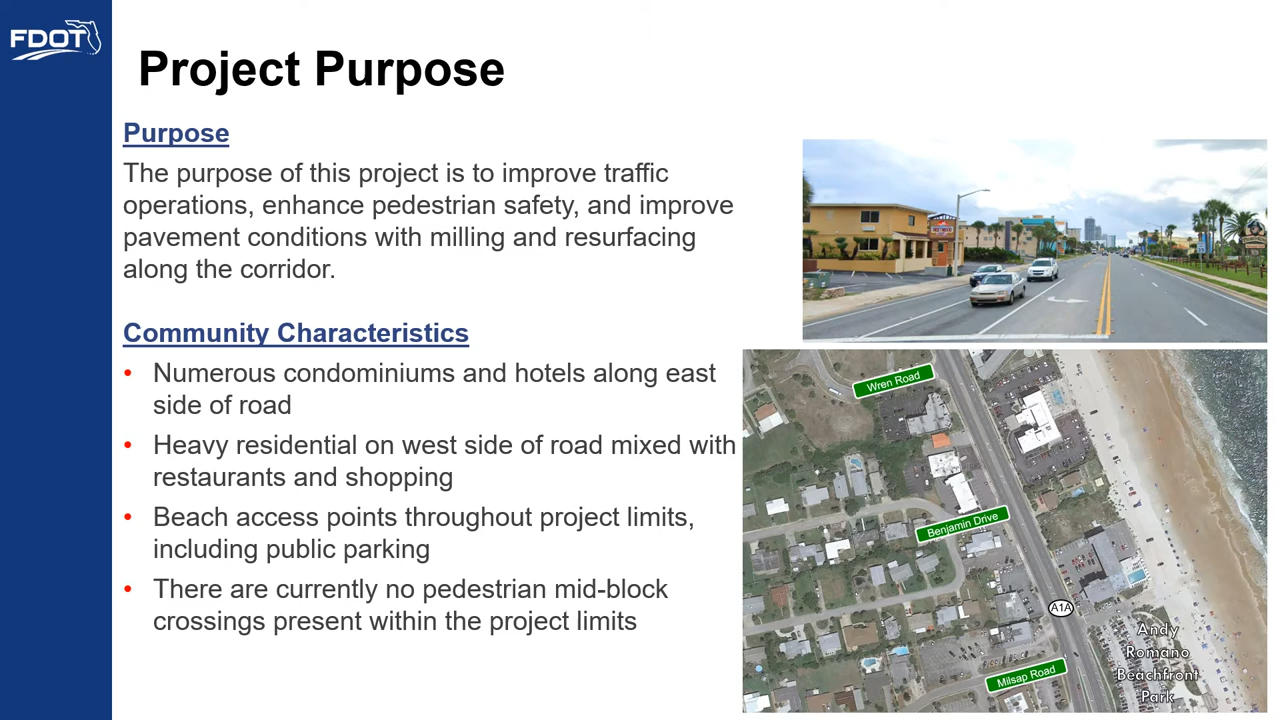 FDOT
Project Purpose
Purpose
The purpose of this project is to improve traffic
operations, enhance pedestrian safety, and improve
pavement conditions with milling and resurfacing
along the corridor.
Community Characteristics
• Numerous condominiums and hotels along east
side of road
• Heavy residential on west side of road mixed with
restaurants and shopping
• Beach access points throughout project limits,
including public parking
• There are currently no pedestrian mid-block
crossings present within the project limits
Wren Road
Benjamin Drive
A1A
Andy
Romano
Beachfront
Park
Milsap Road